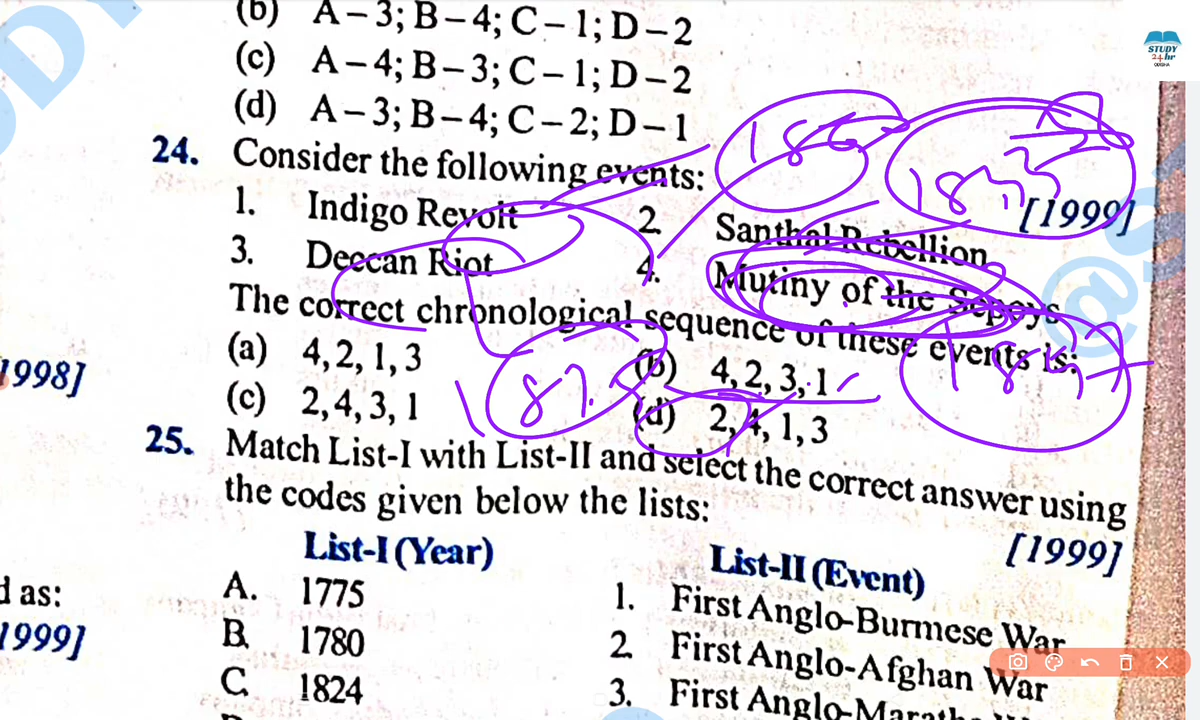 (b) A – 3; B – 4; C – 1; D – 2
(c) A – 4; B – 3; C – 1; D – 2
(d) A – 3; B – 4; C – 2; D – 1
STUDY
24 hr
ODISHA
24. Consider the following events:
[1999]
1. Indigo Revolt 2. Santhal Rebellion
3. Deccan Riot 4. Mutiny of the Sepoys
The correct chronological sequence of these events is:
(a) 4, 2, 1, 3 (b) 4, 2, 3, 1
(c) 2, 4, 3, 1 (d) 2, 4, 1, 3
1998]
25. Match List-I with List-II and select the correct answer using
the codes given below the lists:
[1999]
List-I (Year) List-II (Event)
A. 1775 1. First Anglo-Burmese War
B. 1780 2. First Anglo-Afghan War
C. 1824 3. First Anglo-Maratha
d as:
1999]